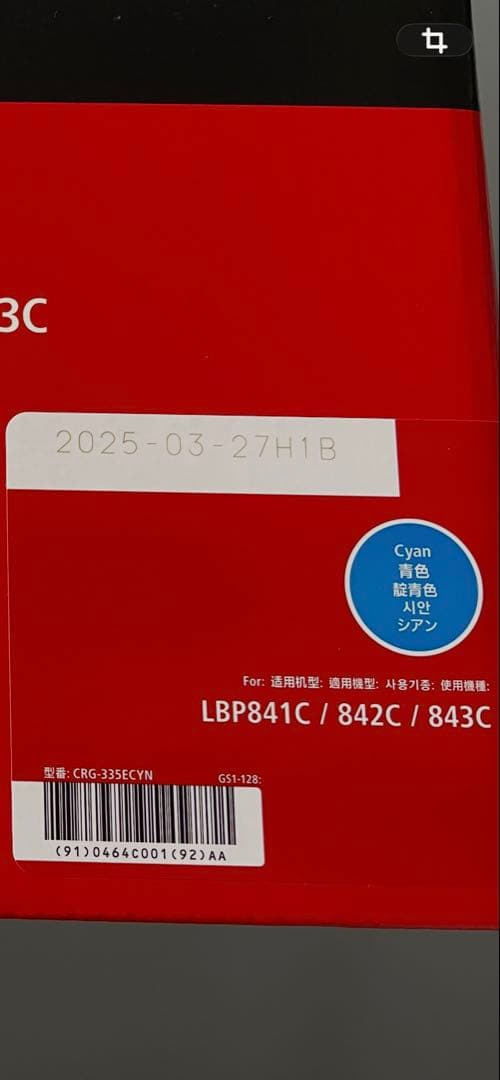 3C
2025-03-27H1B
Cyan
青色
靛青色
시안
シアン
For: 适用机型: 適用機型: 사용기종: 使用機種:
LBP841C / 842C / 843C
型番: CRG-335ECYN
GS1-128:
(91)0464C001(92)AA